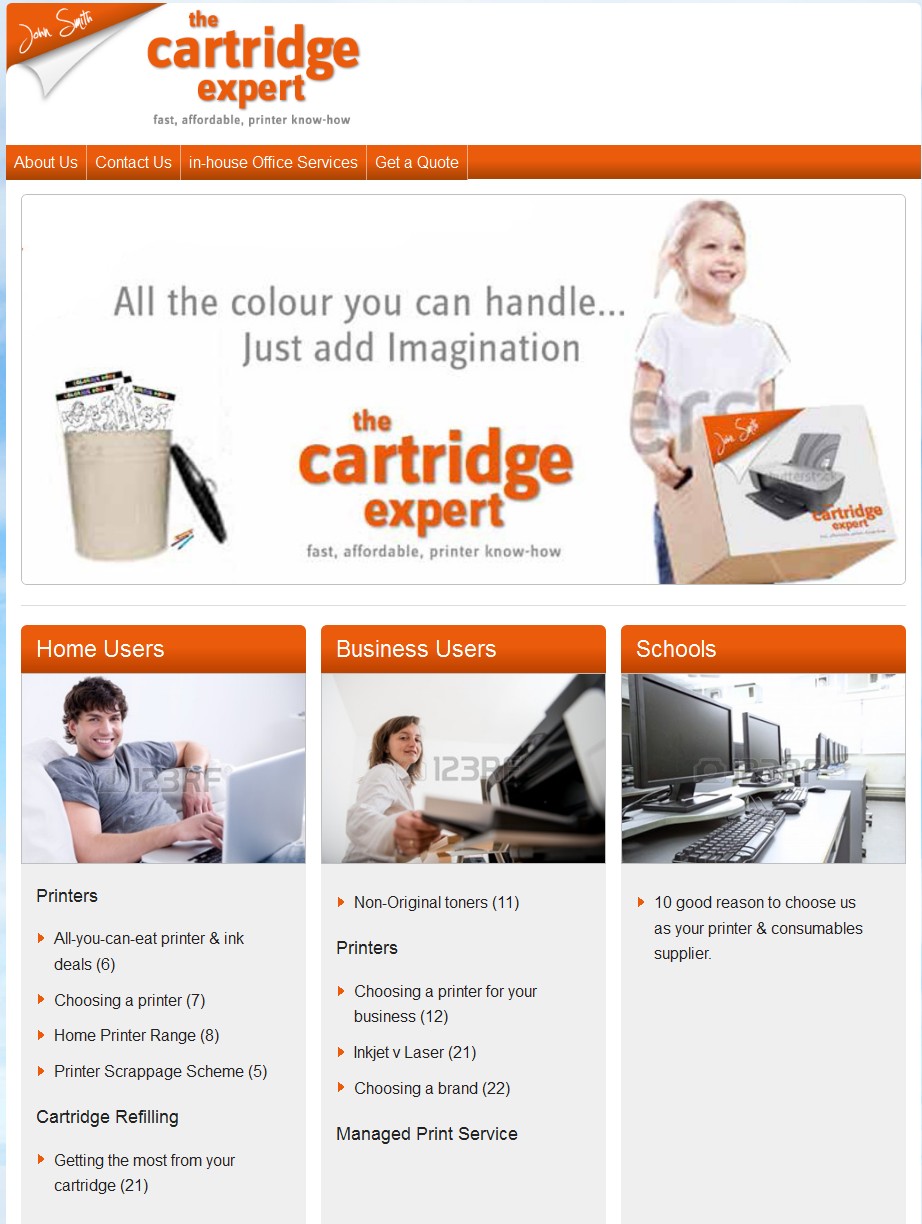 John Smith
the
cartridge
expert
fast, affordable, printer know-how
About Us
Contact Us
in-house Office Services
Get a Quote
All the colour you can handle...
Just add Imagination
the
cartridge
expert
fast, affordable, printer know-how
John Smith
cartridge
expert
Home Users
Business Users
Schools
123RF
123RF
123RF
Printers
All-you-can-eat printer & ink
deals (6)
Choosing a printer (7)
Home Printer Range (8)
Printer Scrappage Scheme (5)
Cartridge Refilling
Getting the most from your
cartridge (21)
Non-Original toners (11)
Printers
Choosing a printer for your
business (12)
Inkjet v Laser (21)
Choosing a brand (22)
Managed Print Service
10 good reason to choose us
as your printer & consumables
supplier.